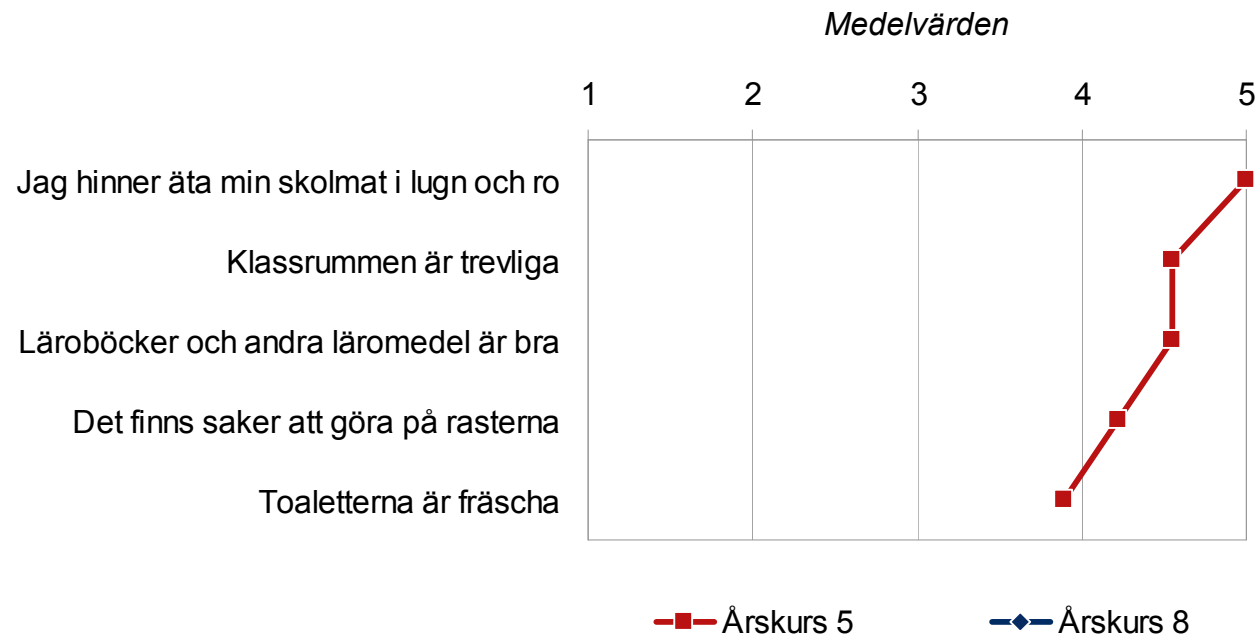 Medelvärden
1 2 3 4 5
Jag hinner äta min skolmat i lugn och ro
Klassrummen är trevliga
Läroböcker och andra läromedel är bra
Det finns saker att göra på rasterna
Toaletterna är fräscha
Årskurs 5 Årskurs 8